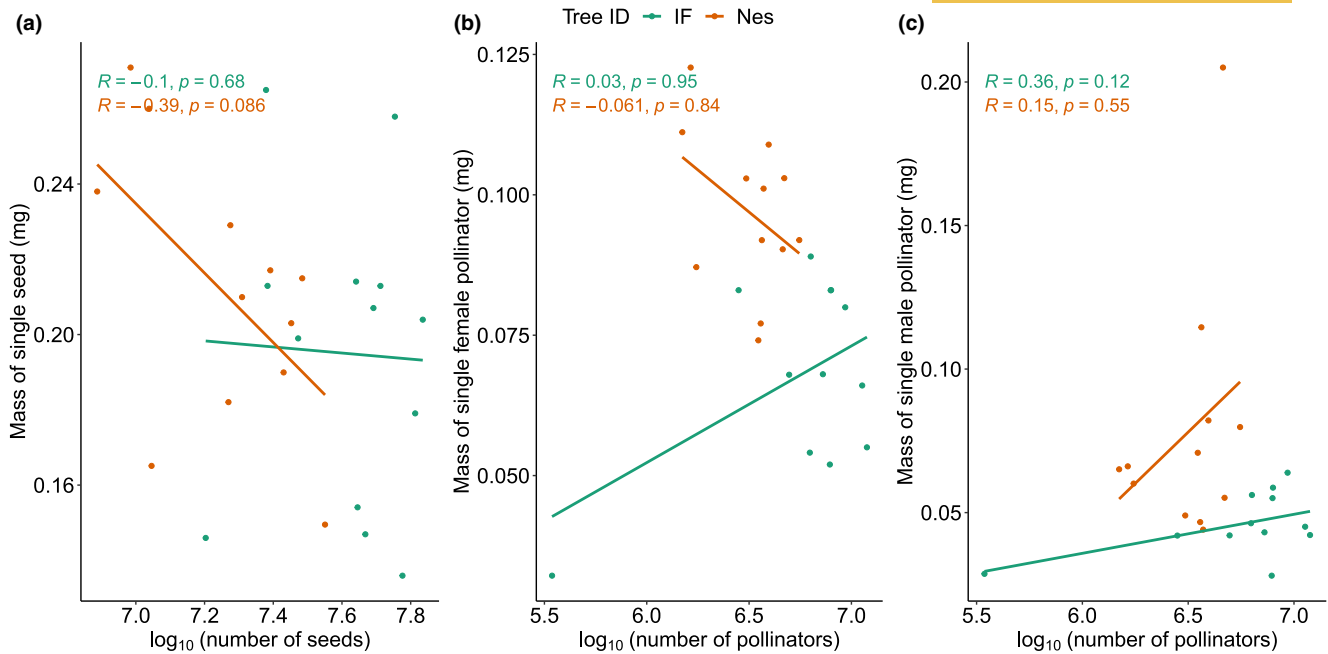 Tree ID IF Nes
(a)
R = −0.1, p = 0.68
R = −0.39, p = 0.086
Mass of single seed (mg)
0.24
0.20
0.16
7.0 7.2 7.4 7.6 7.8
log10 (number of seeds)
(b)
R = 0.03, p = 0.95
R = −0.061, p = 0.84
Mass of single female pollinator (mg)
0.125
0.100
0.075
0.050
5.5 6.0 6.5 7.0
log10 (number of pollinators)
(c)
R = 0.36, p = 0.12
R = 0.15, p = 0.55
Mass of single male pollinator (mg)
0.20
0.15
0.10
0.05
5.5 6.0 6.5 7.0
log10 (number of pollinators)